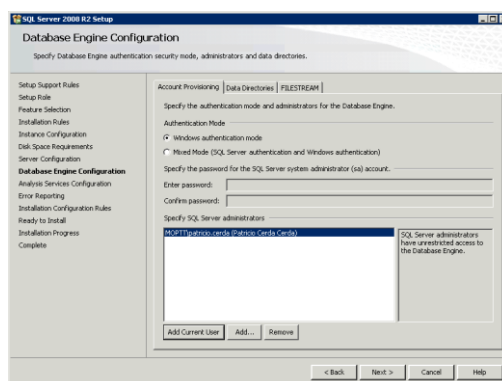 SQL Server 2008 R2 Setup
Database Engine Configuration
Specify Database Engine authentication security mode, administrators and data directories.
Setup Support Rules
Setup Role
Feature Selection
Installation Rules
Instance Configuration
Disk Space Requirements
Server Configuration
Database Engine Configuration
Analysis Services Configuration
Error Reporting
Installation Configuration Rules
Ready to Install
Installation Progress
Complete
Account Provisioning Data Directories FILESTREAM
Specify the authentication mode and administrators for the Database Engine.
Authentication Mode
Windows authentication mode
Mixed Mode (SQL Server authentication and Windows authentication)
Specify the password for the SQL Server system administrator (sa) account.
Enter password:
Confirm password:
Specify SQL Server administrators
MOPTT\patricio.cerda (Patricio Cerda Cerda)
SQL Server administrators
have unrestricted access to
the Database Engine.
Add Current User Add... Remove
< Back Next > Cancel Help